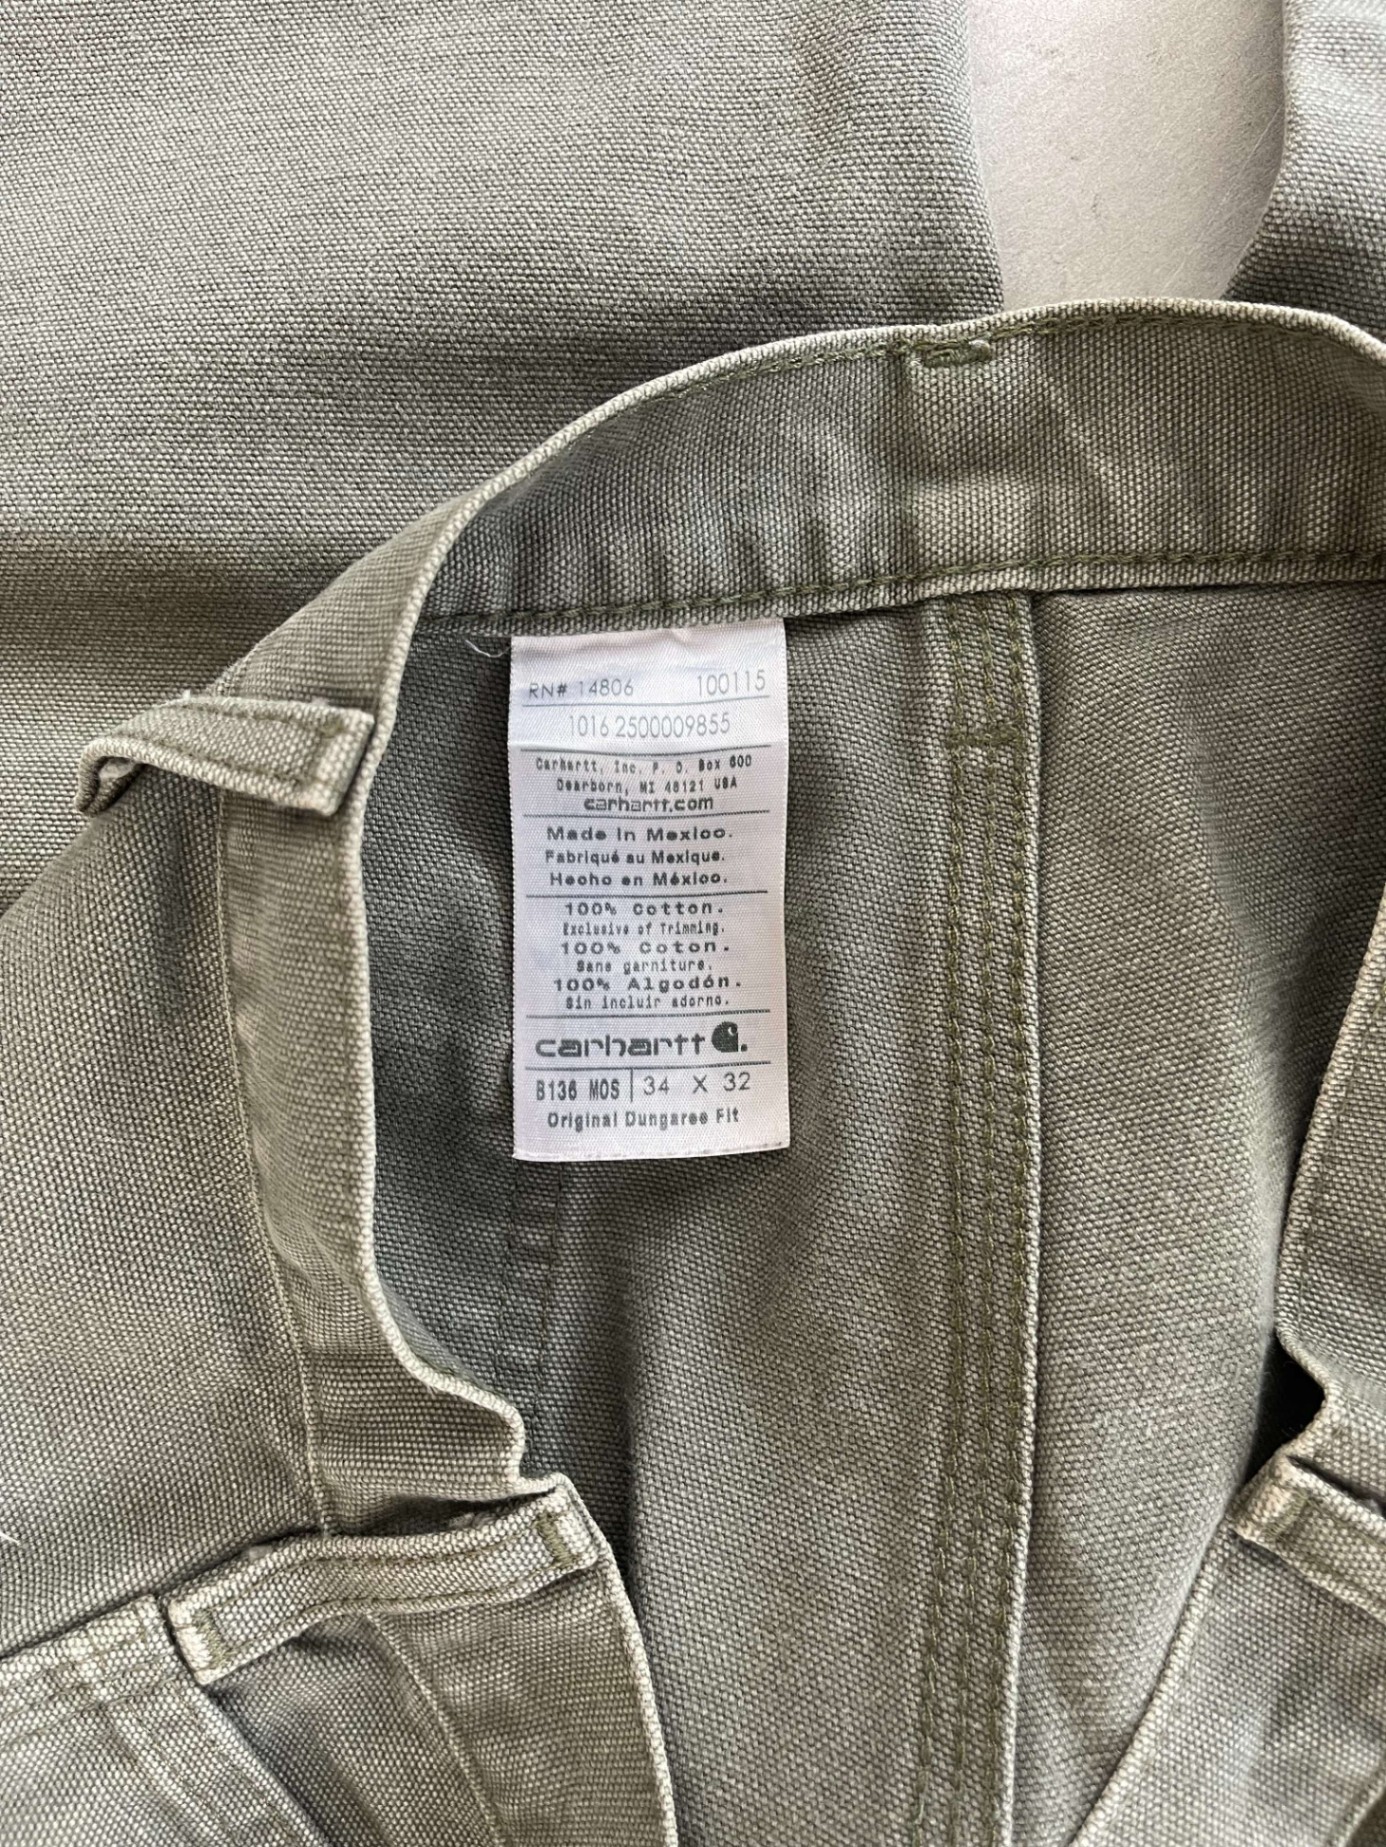 RN# 14806 100115
1016 2500009855
Carhartt, Inc. P. O. Box 600
Dearborn, MI 48121 USA
carhartt.com
Made in Mexico.
Fabriqué au Mexique.
Hecho en México.
100% Cotton.
Exclusive of Trimming.
100% Coton.
Sans garniture.
100% Algodón.
Sin incluir adorno.
carhartt
B136 MOS | 34 X 32
Original Dungaree Fit